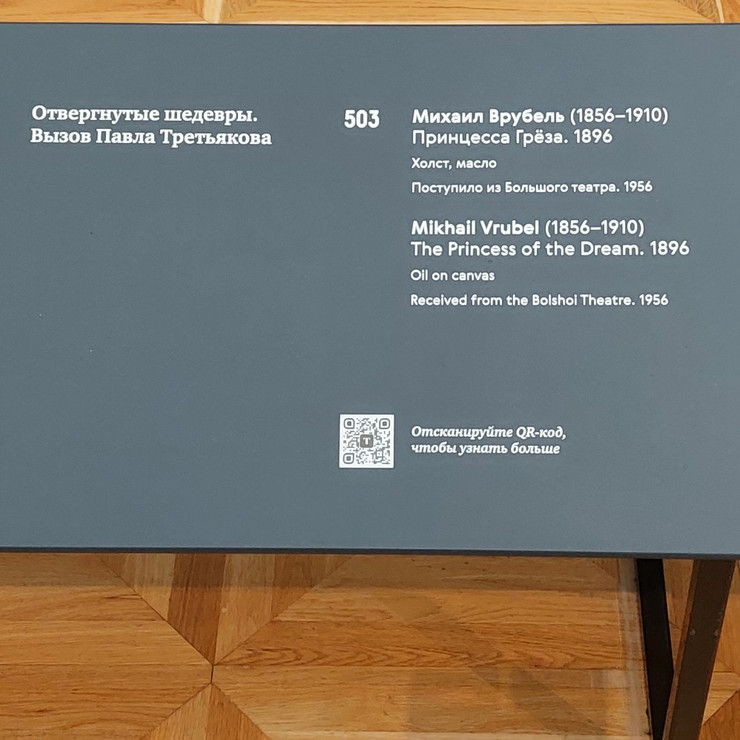 Отвергнутые шедевры.
Вызов Павла Третьякова
503
Михаил Врубель (1856–1910)
Принцесса Грёза. 1896
Холст, масло
Поступило из Большого театра. 1956
Mikhail Vrubel (1856–1910)
The Princess of the Dream. 1896
Oil on canvas
Received from the Bolshoi Theatre. 1956
T
Отсканируйте QR-код,
чтобы узнать больше